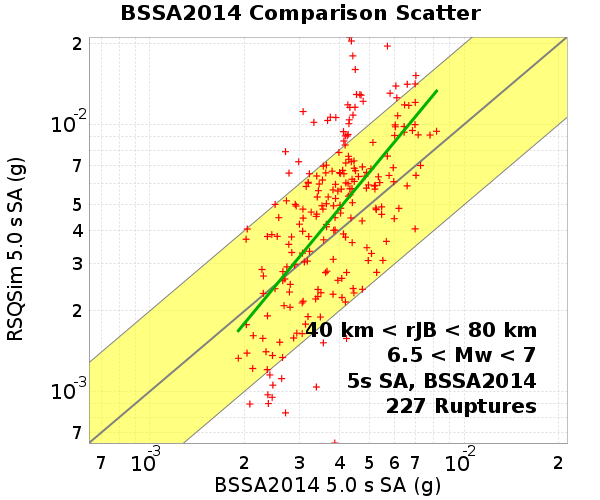 BSSA2014 Comparison Scatter
RSQSim 5.0 s SA (g)
2
10⁻²
7
5
4
3
2
10⁻³
7
40 km < rJB < 80 km
6.5 < Mw < 7
5s SA, BSSA2014
227 Ruptures
7 10⁻³ 2 3 4 5 6 7 10⁻² 2
BSSA2014 5.0 s SA (g)